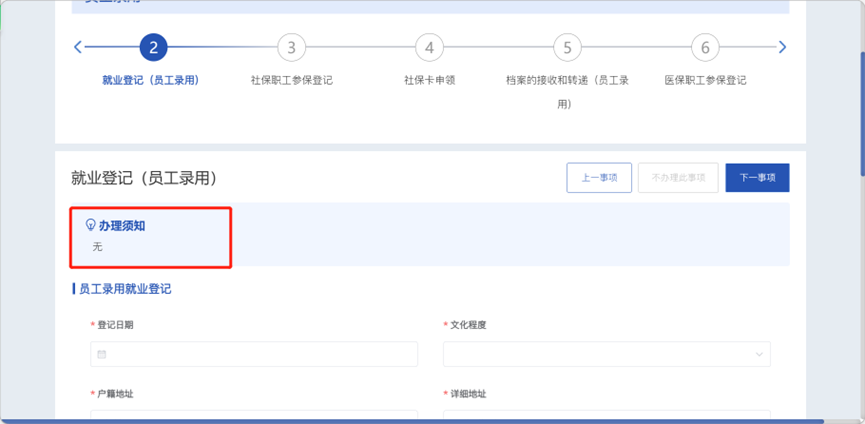 2
3
4
5
6
就业登记（员工录用）
社保职工参保登记
社保卡申领
档案的接收和转递（员工录
用）
医保职工参保登记
就业登记（员工录用）
上一事项
不办理此事项
下一事项
办理须知
无
员工录用就业登记
* 登记日期
* 文化程度
* 户籍地址
* 详细地址